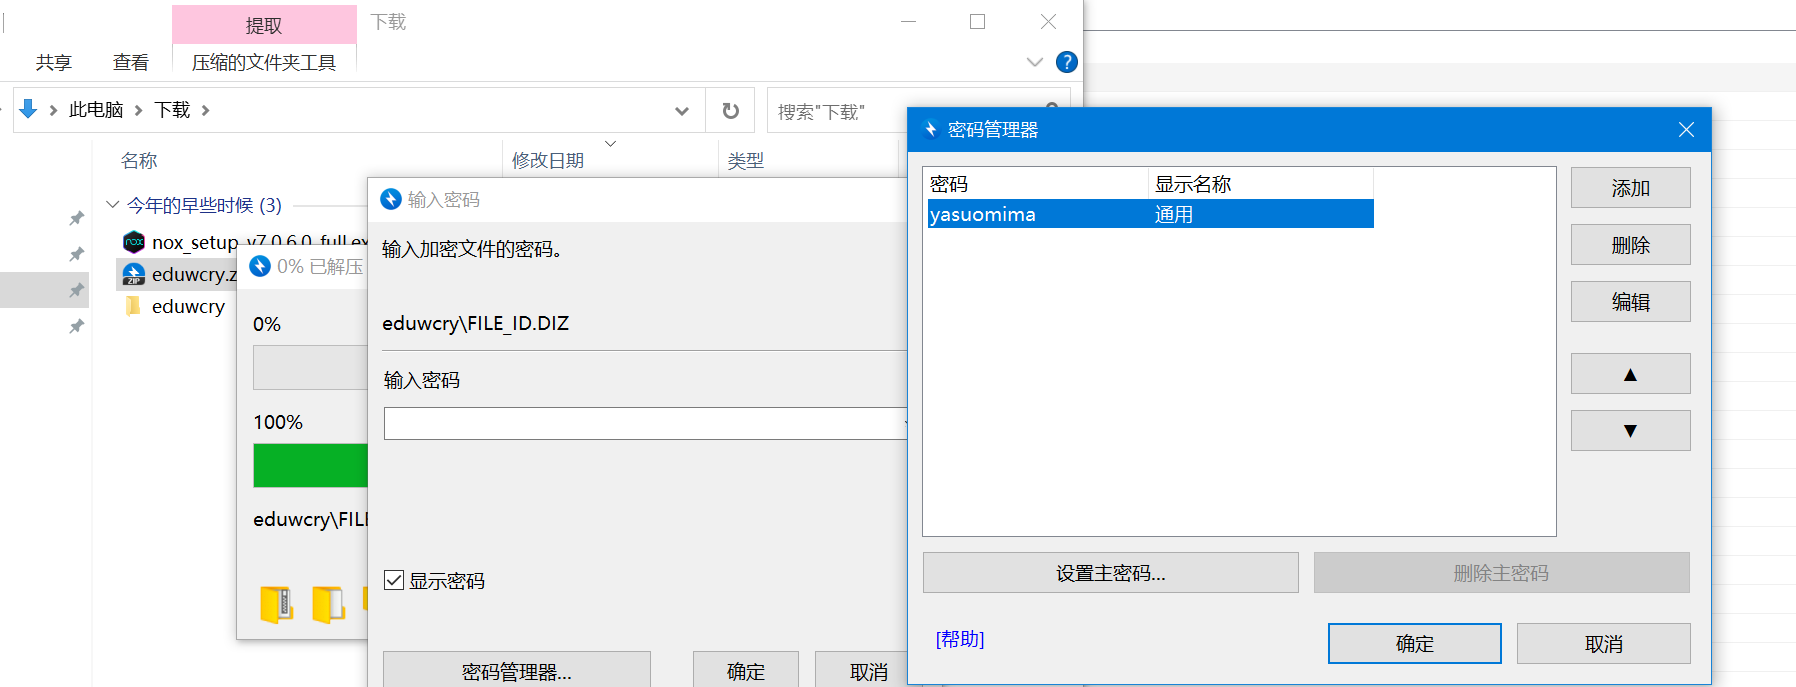 提取
下载
共享
查看
压缩的文件夹工具
此电脑
下载
搜索"下载"
名称
修改日期
类型
今年的早些时候 (3)
nox_setup_v7.0.6.0_full.ex
eduwcry.z
eduwcry
0% 已解压
0%
100%
eduwcry\FILE
输入密码
输入加密文件的密码。
eduwcry\FILE_ID.DIZ
输入密码
显示密码
密码管理器...
确定
取消
密码管理器
密码
显示名称
yasuomima
通用
添加
删除
编辑
▲
▼
设置主密码...
删除主密码
[帮助]
确定
取消